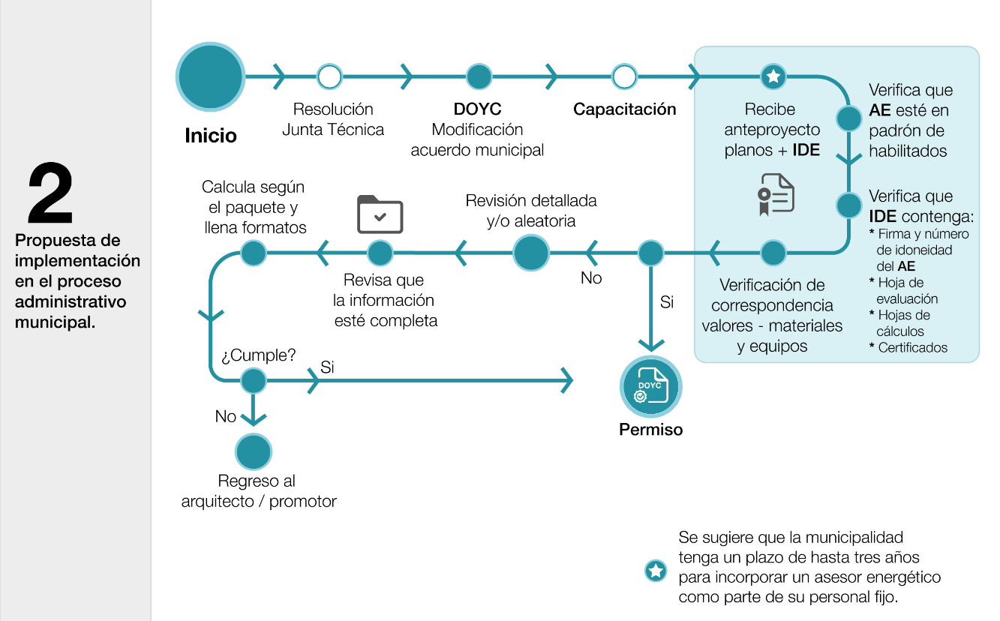 2
Propuesta de
implementación
en el proceso
administrativo
municipal.
Inicio
Resolución
Junta Técnica
DOYC
Modificación
acuerdo municipal
Capacitación
Recibe
anteproyecto
planos + IDE
Verifica que
AE esté en
padrón de
habilitados
Verifica que
IDE contenga:
* Firma y número
de idoneidad
del AE
* Hoja de
evaluación
* Hojas de
cálculos
* Certificados
Verificación de
correspondencia
valores - materiales
y equipos
No
Si
DOYC
Permiso
Revisión detallada
y/o aleatoria
Revisa que
la información
esté completa
Calcula según
el paquete y
llena formatos
¿Cumple?
Si
No
Regreso al
arquitecto / promotor
Se sugiere que la municipalidad
tenga un plazo de hasta tres años
para incorporar un asesor energético
como parte de su personal fijo.